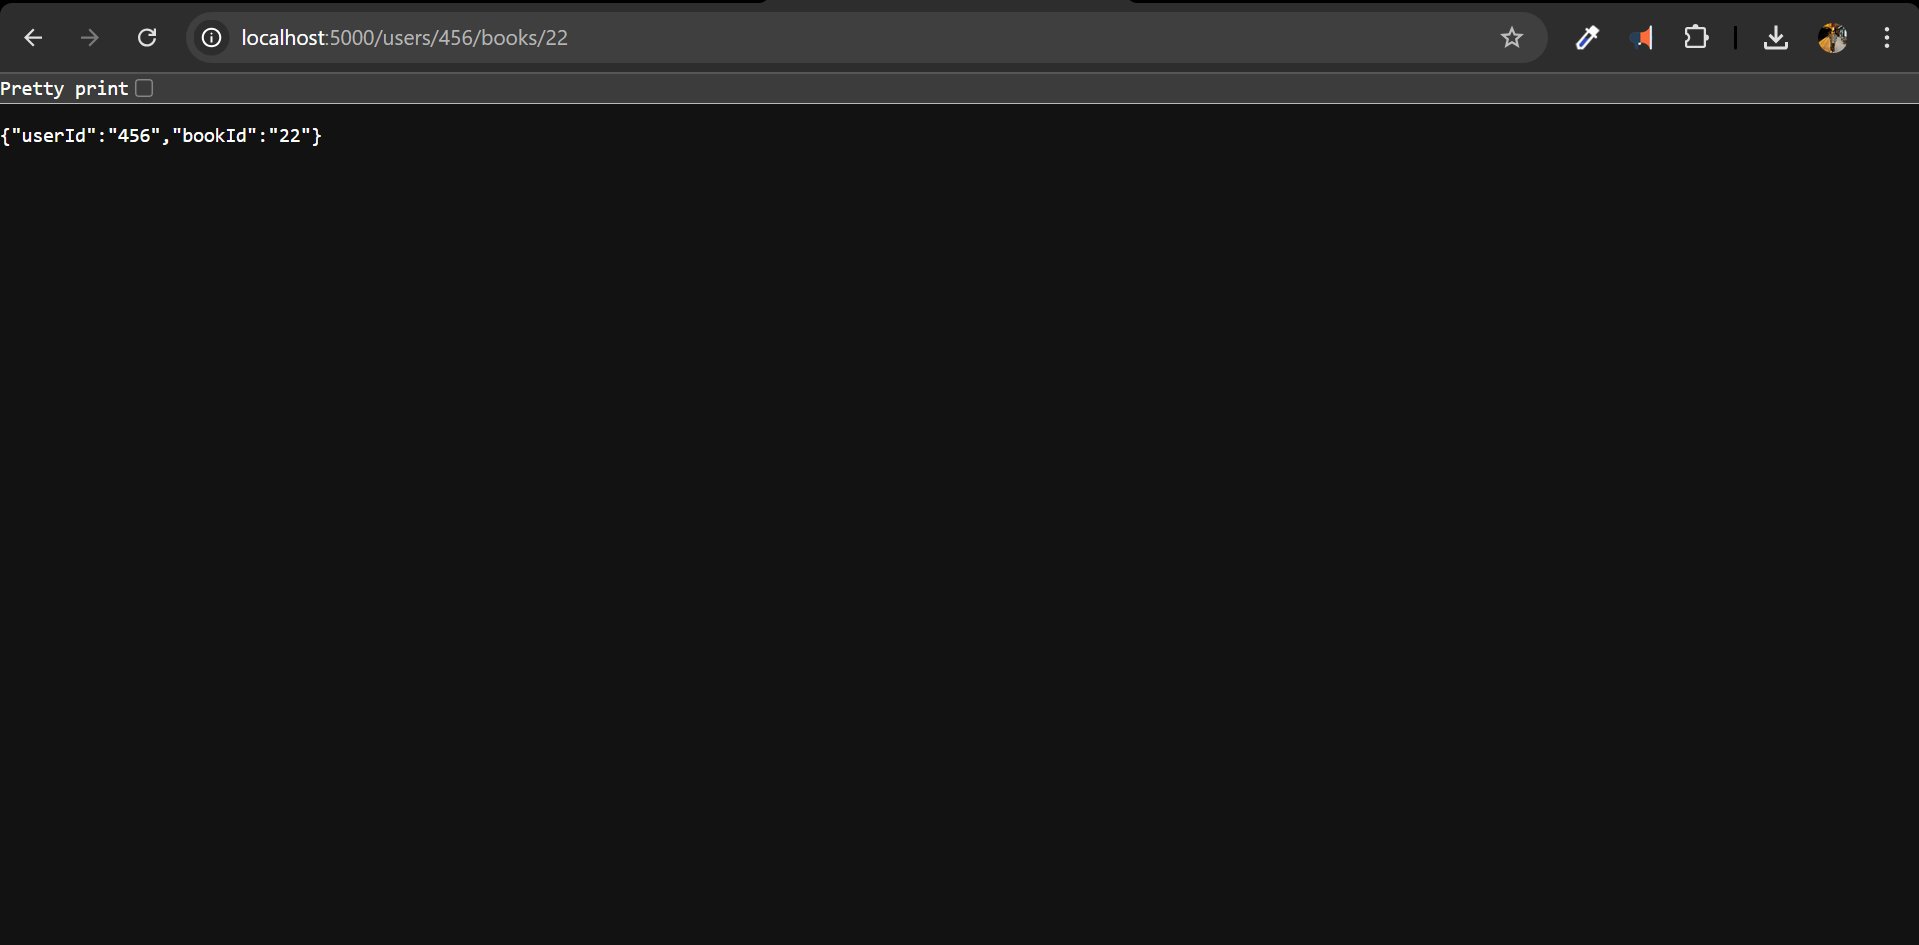 localhost:5000/users/456/books/22
Pretty print
{"userId":"456","bookId":"22"}